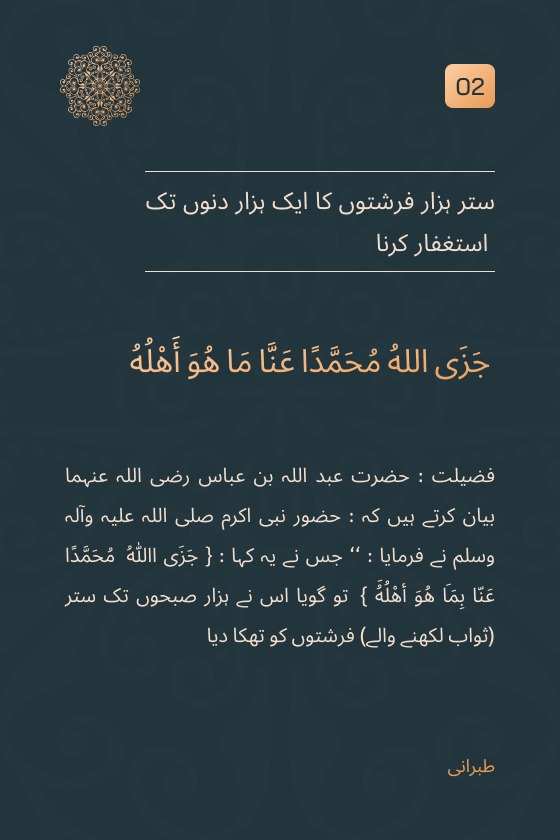 02
ستر ہزار فرشتوں کا ایک ہزار دنوں تک
استغفار کرنا
جَزَى اللهُ مُحَمَّدًا عَنَّا مَا هُوَ أَهْلُهُ
فضیلت : حضرت عبد اللہ بن عباس رضی اللہ عنہما
بیان کرتے ہیں کہ : حضور نبی اکرم صلی اللہ علیہ وآلہ
وسلم نے فرمایا : ‘‘ جس نے یہ کہا : { جَزَى اﷲُ مُحَمَّدًا
عَنّا بِمَا هُوَ أهْلُهُ } تو گویا اس نے ہزار صبحوں تک ستر
(ثواب لکھنے والے) فرشتوں کو تھکا دیا
طبرانی